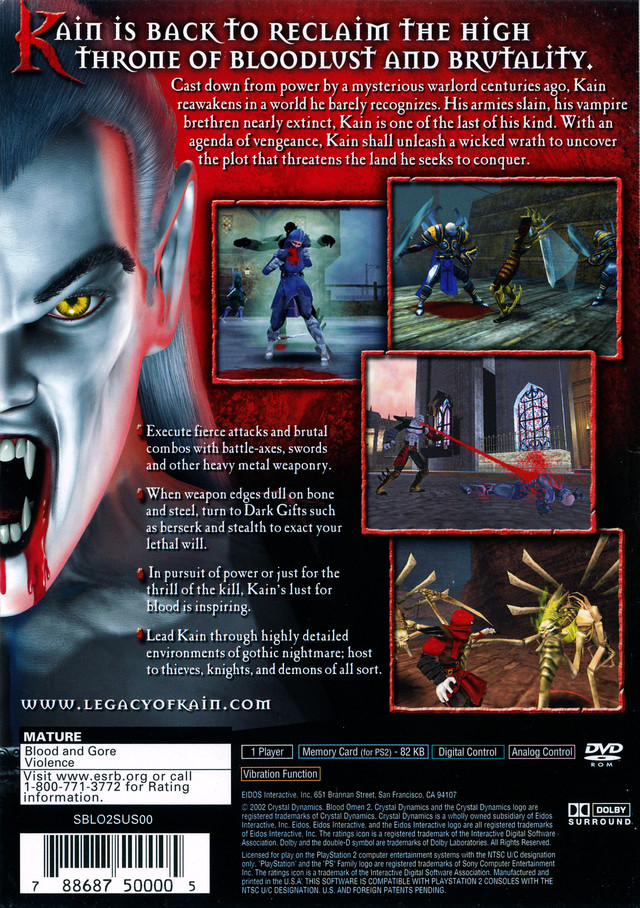 Kain is back to reclaim the high
throne of bloodlust and brutality.
Cast down from power by a mysterious warlord centuries ago, Kain
reawakens in a world he barely recognizes. His armies slain, his vampire
brethren nearly extinct, Kain is one of the last of his kind. With an
agenda of vengeance, Kain shall unleash a wicked wrath to uncover
the plot that threatens the land he seeks to conquer.
Execute fierce attacks and brutal
combos with battle-axes, swords
and other heavy metal weaponry.
When weapon edges dull on bone
and steel, turn to Dark Gifts such
as berserk and stealth to exact your
lethal will.
In pursuit of power or just for the
thrill of the kill, Kain's lust for
blood is inspiring.
Lead Kain through highly detailed
environments of gothic nightmare; host
to thieves, knights, and demons of all sort.
www.legacyofkain.com
MATURE
Blood and Gore
Violence
Visit www.esrb.org or call
1-800-771-3772 for Rating
information.
SBLO2SUS00
7 88687 50000 5
1 Player Memory Card (for PS2) - 82 KB Digital Control Analog Control
Vibration Function
DVD
ROM
EIDOS Interactive, Inc. 651 Brannan Street, San Francisco, CA 94107
© 2002 Crystal Dynamics. Blood Omen 2, Crystal Dynamics and the Crystal Dynamics logo are
registered trademarks of Crystal Dynamics. Crystal Dynamics is a wholly owned subsidiary of Eidos
Interactive, Inc. Eidos, Eidos Interactive, and the Eidos Interactive logo are all registered trademarks
of Eidos Interactive, Inc. The ratings icon is a registered trademark of the Interactive Digital Software
Association. Dolby and the double-D symbol are trademarks of Dolby Laboratories. All Rights Reserved.
Licensed for play on the PlayStation 2 computer entertainment systems with the NTSC U/C designation
only. "PlayStation" and the "PS" Family logo are registered trademarks of Sony Computer Entertainment
Inc. The ratings icon is a trademark of the Interactive Digital Software Association. Manufactured and
printed in the U.S.A. THIS SOFTWARE IS COMPATIBLE WITH PLAYSTATION 2 CONSOLES WITH THE
NTSC U/C DESIGNATION. U.S. AND FOREIGN PATENTS PENDING.
DOLBY
SURROUND